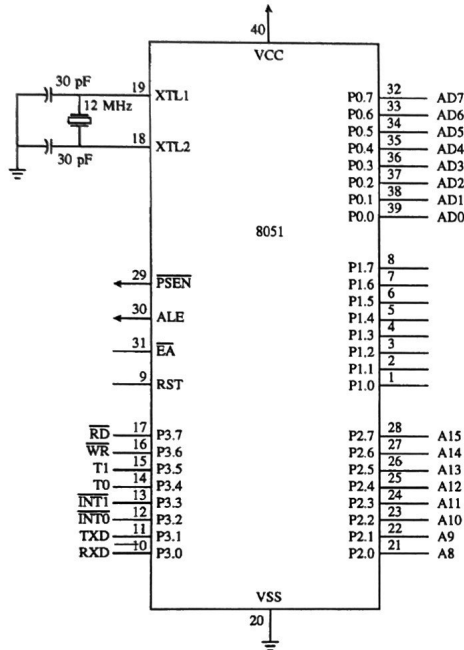 40
VCC
30 pF
19 XTL1
12 MHz
18 XTL2
30 pF
P0.7 32 AD7
P0.6 33 AD6
P0.5 34 AD5
P0.4 35 AD4
P0.3 36 AD3
P0.2 37 AD2
P0.1 38 AD1
P0.0 39 AD0
8051
29 PSEN
30 ALE
31 EA
9 RST
P1.7 8
P1.6 7
P1.5 6
P1.4 5
P1.3 4
P1.2 3
P1.1 2
P1.0 1
RD 17 P3.7
WR 16 P3.6
T1 15 P3.5
T0 14 P3.4
INT1 13 P3.3
INT0 12 P3.2
TXD 11 P3.1
RXD 10 P3.0
P2.7 28 A15
P2.6 27 A14
P2.5 26 A13
P2.4 25 A12
P2.3 24 A11
P2.2 23 A10
P2.1 22 A9
P2.0 21 A8
VSS
20